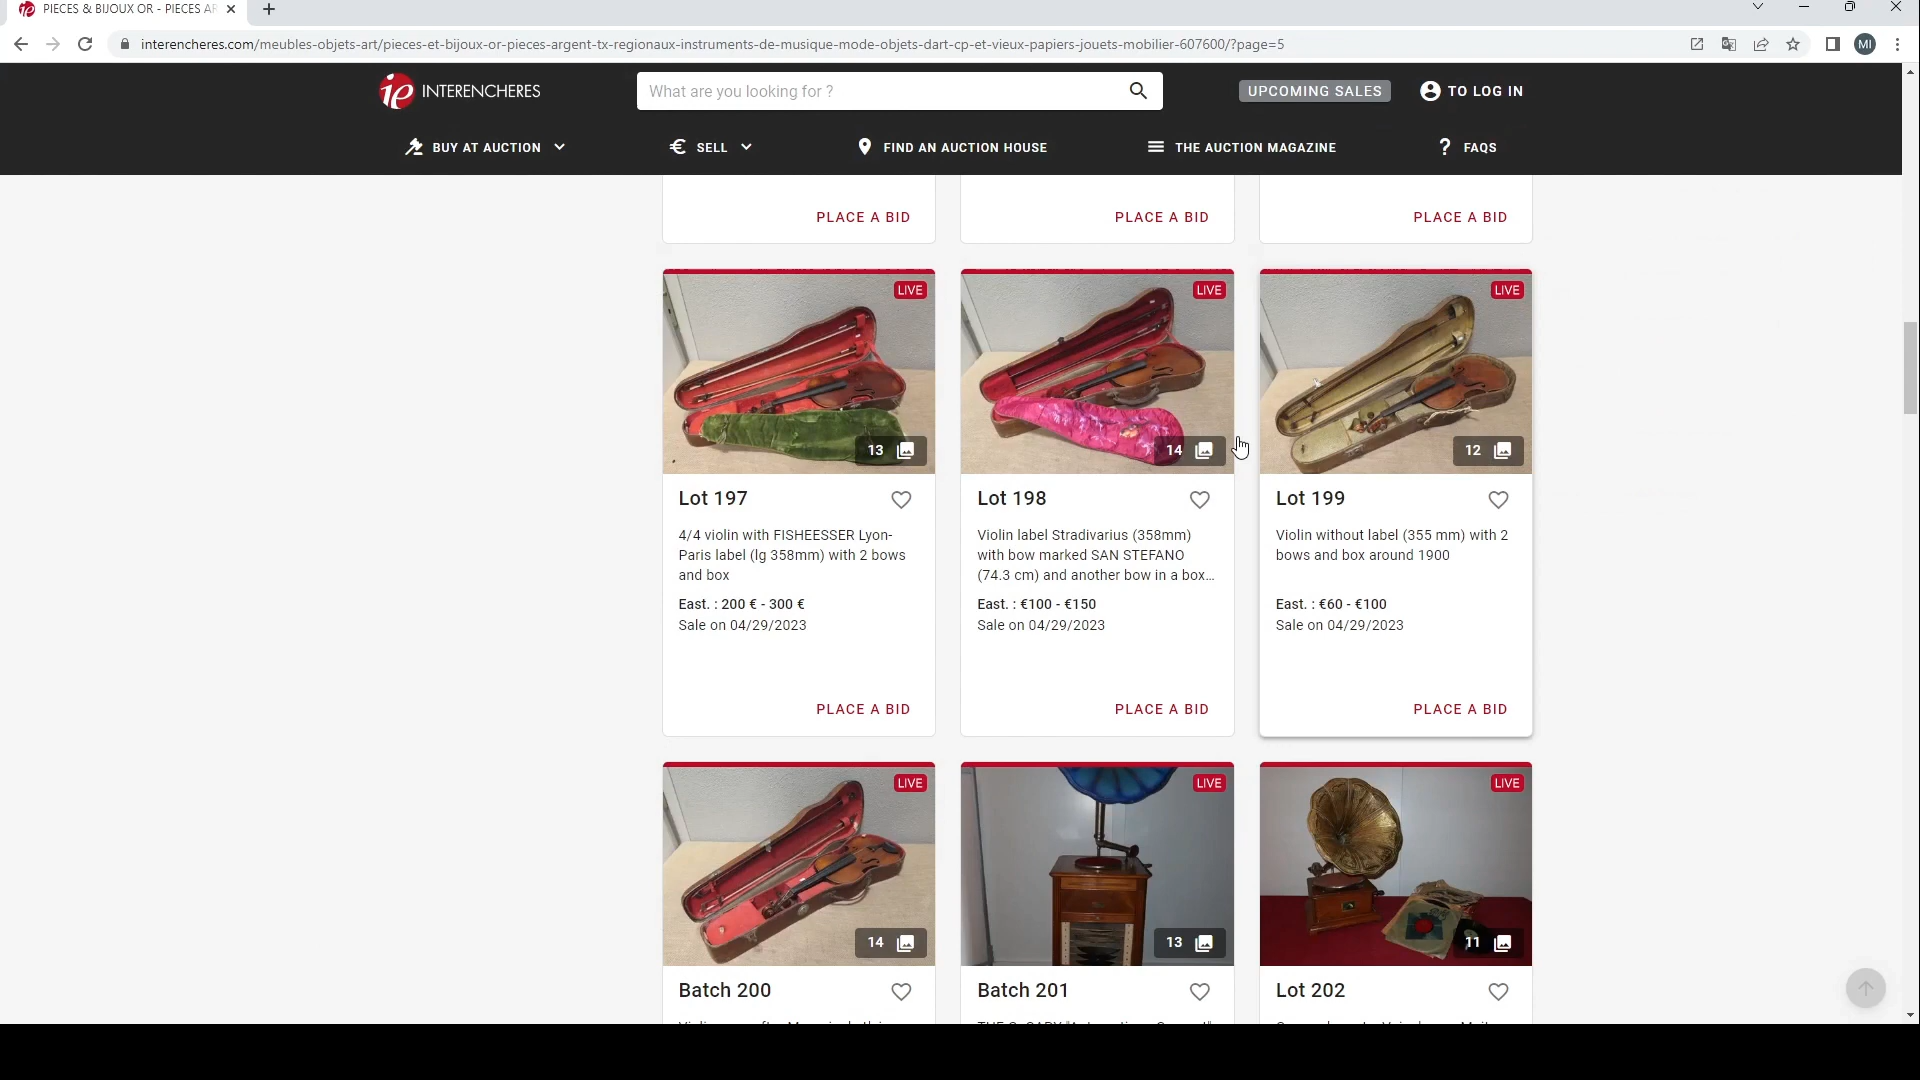 PIECES & BIJOUX OR - PIECES AR
interencheres.com/meubles-objets-art/pieces-et-bijoux-or-pieces-argent-tx-regionaux-instruments-de-musique-mode-objets-dart-cp-et-vieux-papiers-jouets-mobilier-607600/?page=5
MI
ie INTERENCHERES
What are you looking for ?
UPCOMING SALES
TO LOG IN
BUY AT AUCTION
€ SELL
FIND AN AUCTION HOUSE
THE AUCTION MAGAZINE
? FAQS
PLACE A BID
PLACE A BID
PLACE A BID
LIVE
13
Lot 197
4/4 violin with FISHEESSER Lyon-
Paris label (lg 358mm) with 2 bows
and box
East. : 200 € - 300 €
Sale on 04/29/2023
PLACE A BID
LIVE
14
Lot 198
Violin label Stradivarius (358mm)
with bow marked SAN STEFANO
(74.3 cm) and another bow in a box...
East. : €100 - €150
Sale on 04/29/2023
PLACE A BID
LIVE
12
Lot 199
Violin without label (355 mm) with 2
bows and box around 1900
East. : €60 - €100
Sale on 04/29/2023
PLACE A BID
LIVE
14
Batch 200
LIVE
13
Batch 201
LIVE
11
Lot 202